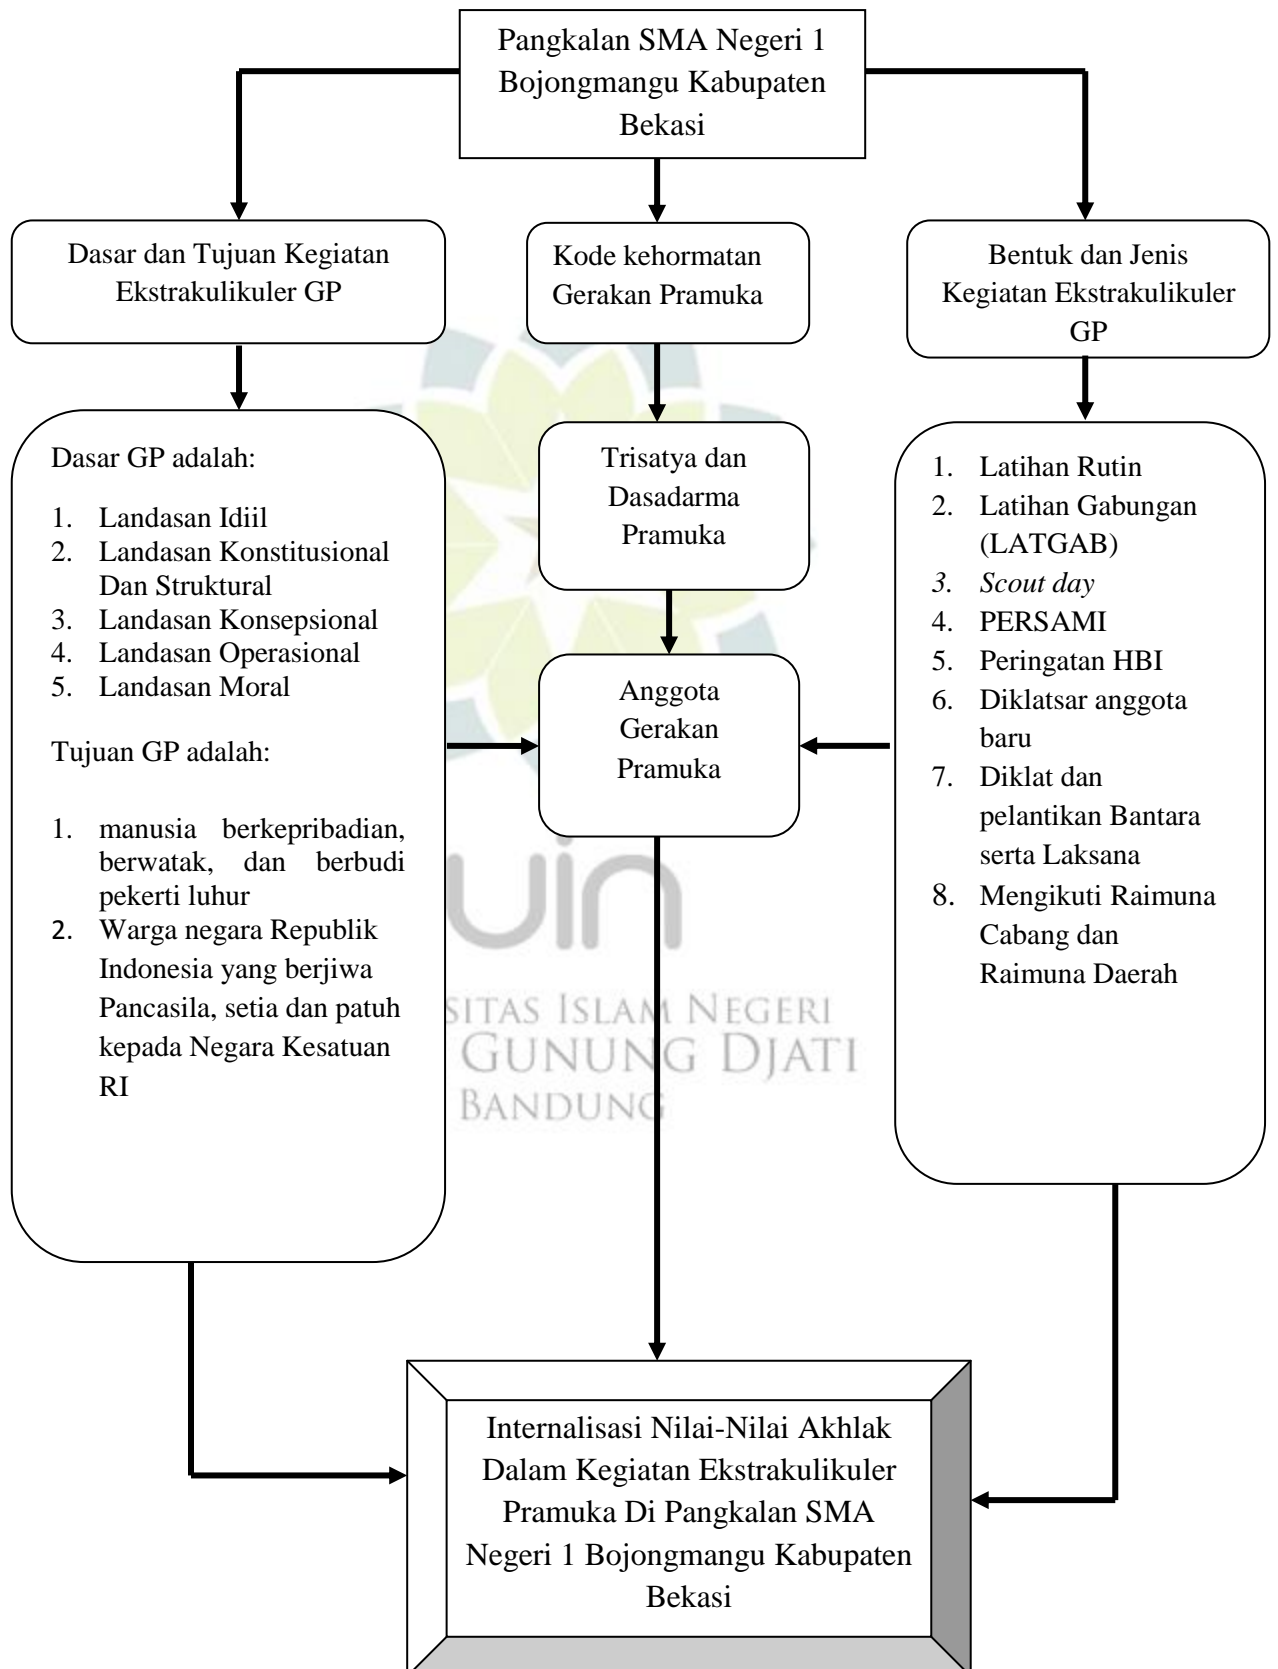 Pangkalan SMA Negeri 1
Bojongmangu Kabupaten
Bekasi
Dasar dan Tujuan Kegiatan
Ekstrakulikuler GP
Kode kehormatan
Gerakan Pramuka
Bentuk dan Jenis
Kegiatan Ekstrakulikuler
GP
Dasar GP adalah:
1. Landasan Idiil
2. Landasan Konstitusional
Dan Struktural
3. Landasan Konsepsional
4. Landasan Operasional
5. Landasan Moral
Tujuan GP adalah:
1. manusia berkepribadian,
berwatak, dan berbudi
pekerti luhur
2. Warga negara Republik
Indonesia yang berjiwa
Pancasila, setia dan patuh
kepada Negara Kesatuan
RI
Trisatya dan
Dasadarma
Pramuka
Anggota
Gerakan
Pramuka
1. Latihan Rutin
2. Latihan Gabungan
(LATGAB)
3. Scout day
4. PERSAMI
5. Peringatan HBI
6. Diklatsar anggota
baru
7. Diklat dan
pelantikan Bantara
serta Laksana
8. Mengikuti Raimuna
Cabang dan
Raimuna Daerah
uin
SITAS ISLAM NEGERI
GUNUNG DJATI
BANDUNG
Internalisasi Nilai-Nilai Akhlak
Dalam Kegiatan Ekstrakulikuler
Pramuka Di Pangkalan SMA
Negeri 1 Bojongmangu Kabupaten
Bekasi